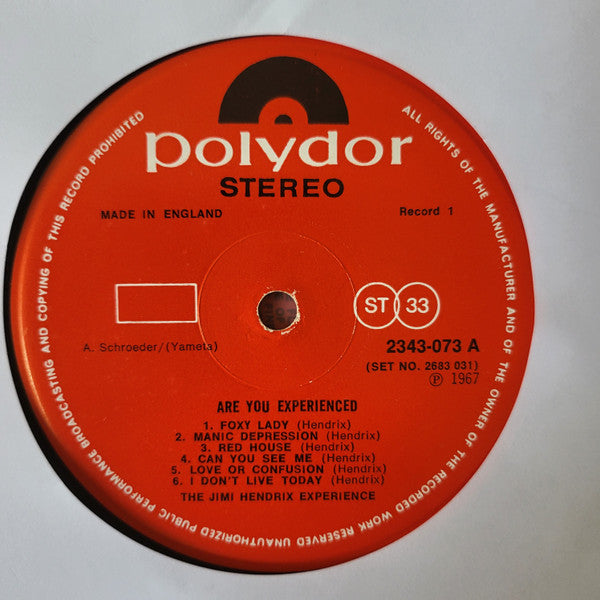 polydor
STEREO
MADE IN ENGLAND
Record 1
ST 33
A. Schroeder/(Yameta)
2343-073 A
(SET NO. 2683 031)
Ⓟ 1967
ARE YOU EXPERIENCED
1. FOXY LADY (Hendrix)
2. MANIC DEPRESSION (Hendrix)
3. RED HOUSE (Hendrix)
4. CAN YOU SEE ME (Hendrix)
5. LOVE OR CONFUSION (Hendrix)
6. I DON'T LIVE TODAY (Hendrix)
THE JIMI HENDRIX EXPERIENCE
ALL RIGHTS OF THE MANUFACTURER AND OF THE OWNER OF THE RECORDED WORK RESERVED UNAUTHORIZED PUBLIC PERFORMANCE BROADCASTING AND COPYING OF THIS RECORD PROHIBITED